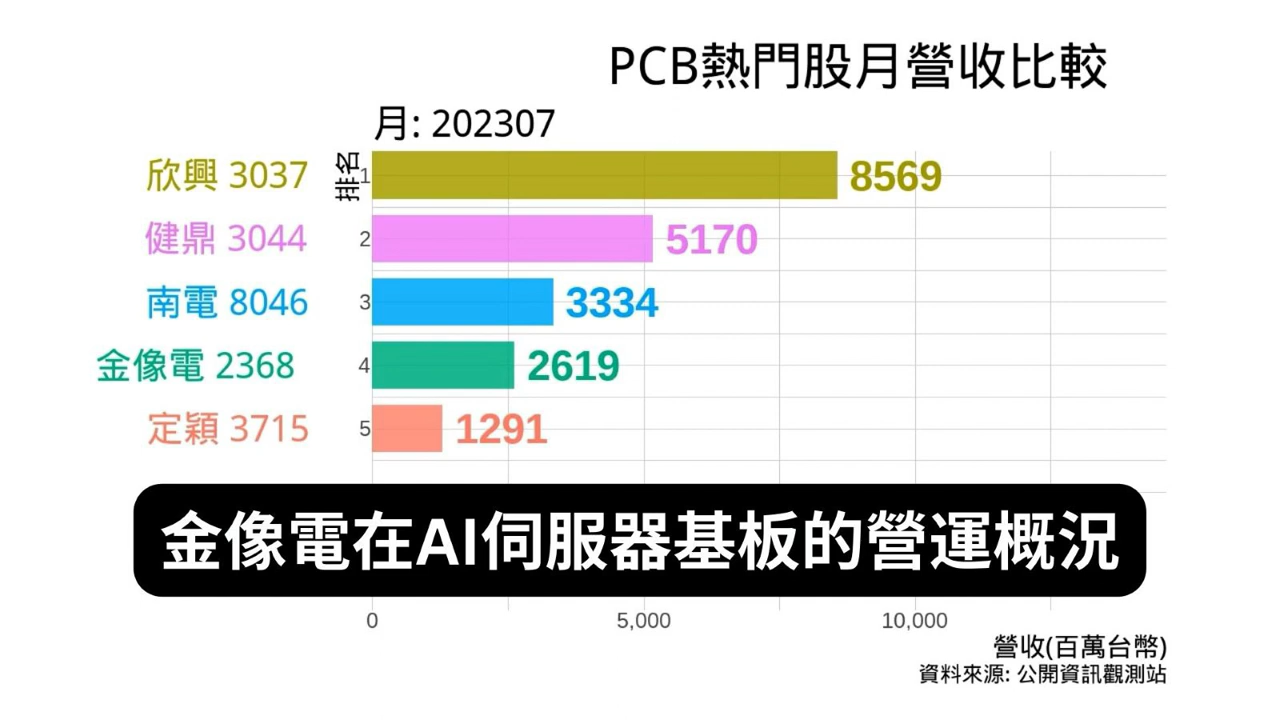 PCB熱門股月營收比較
月: 202307
排名
欣興 3037 1 8569
健鼎 3044 2 5170
南電 8046 3 3334
金像電 2368 4 2619
定穎 3715 5 1291
金像電在AI伺服器基板的營運概況
0 5,000 10,000
營收(百萬台幣)
資料來源: 公開資訊觀測站